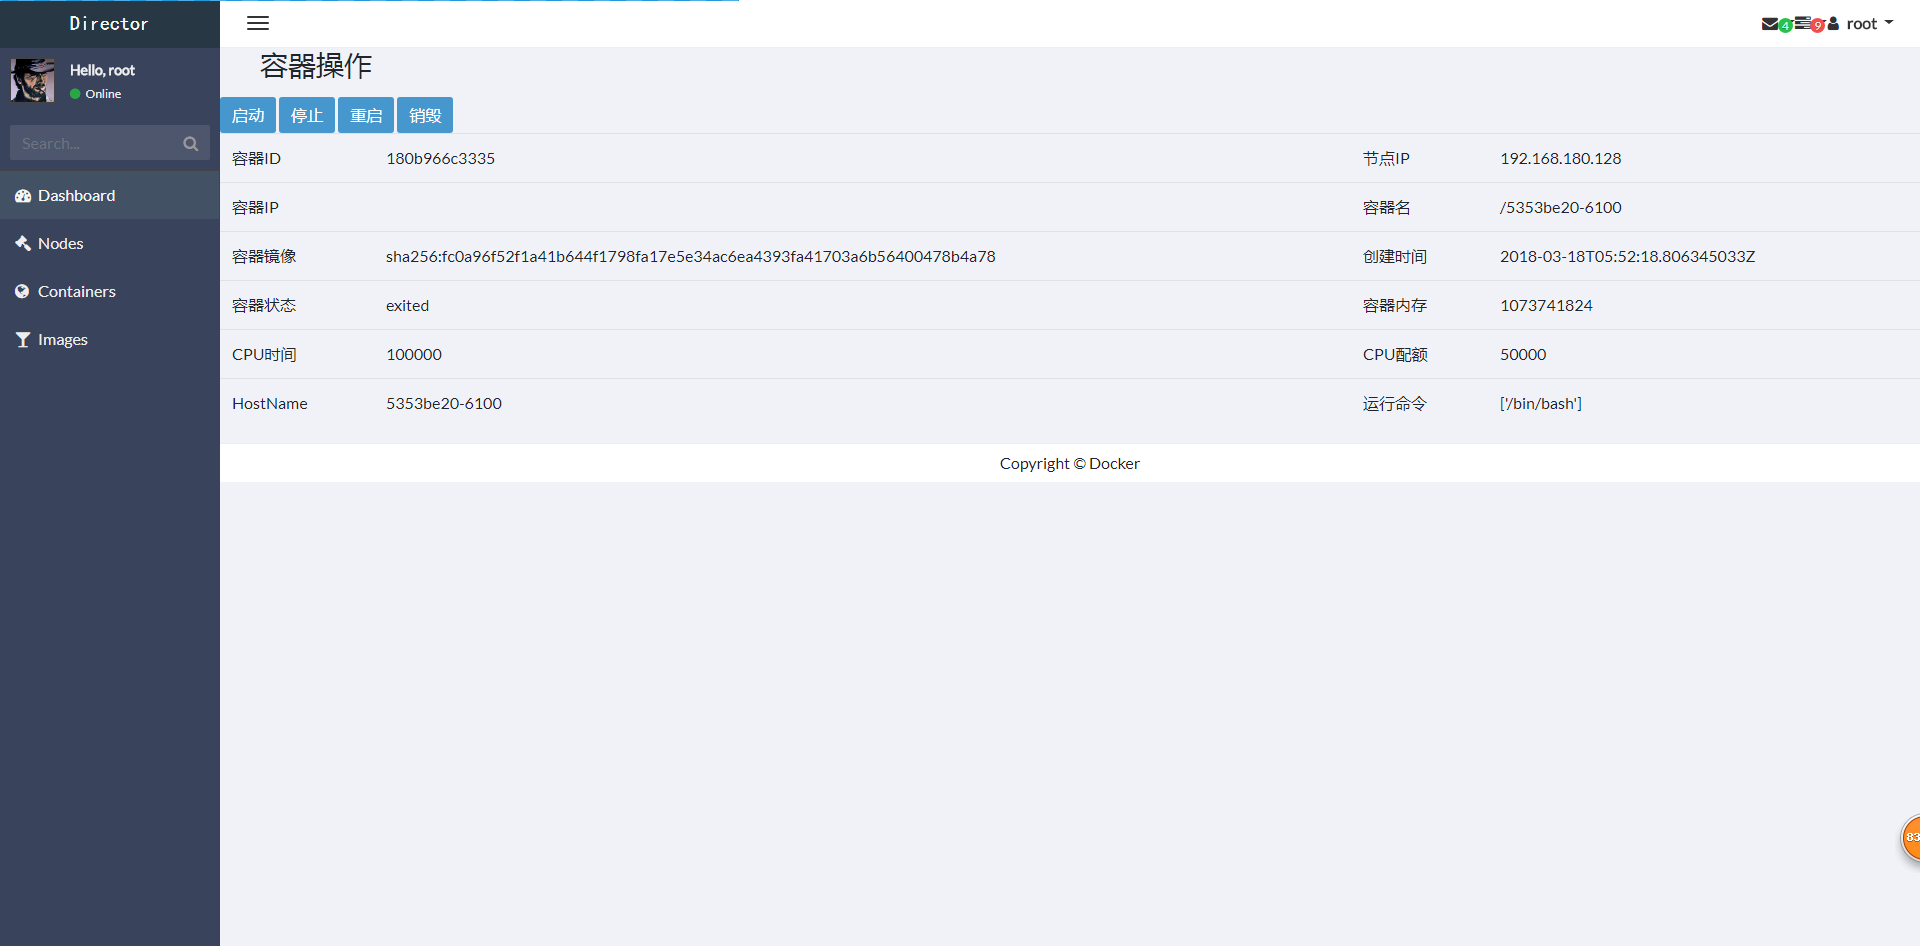 Director
4
9
root
Hello, root
Online
Search...
Dashboard
Nodes
Containers
Images
容器操作
启动 停止 重启 销毁
容器ID 180b966c3335 节点IP 192.168.180.128
容器IP 容器名 /5353be20-6100
容器镜像 sha256:fc0a96f52f1a41b644f1798fa17e5e34ac6ea4393fa41703a6b56400478b4a78 创建时间 2018-03-18T05:52:18.806345033Z
容器状态 exited 容器内存 1073741824
CPU时间 100000 CPU配额 50000
HostName 5353be20-6100 运行命令 ['/bin/bash']
Copyright © Docker
83